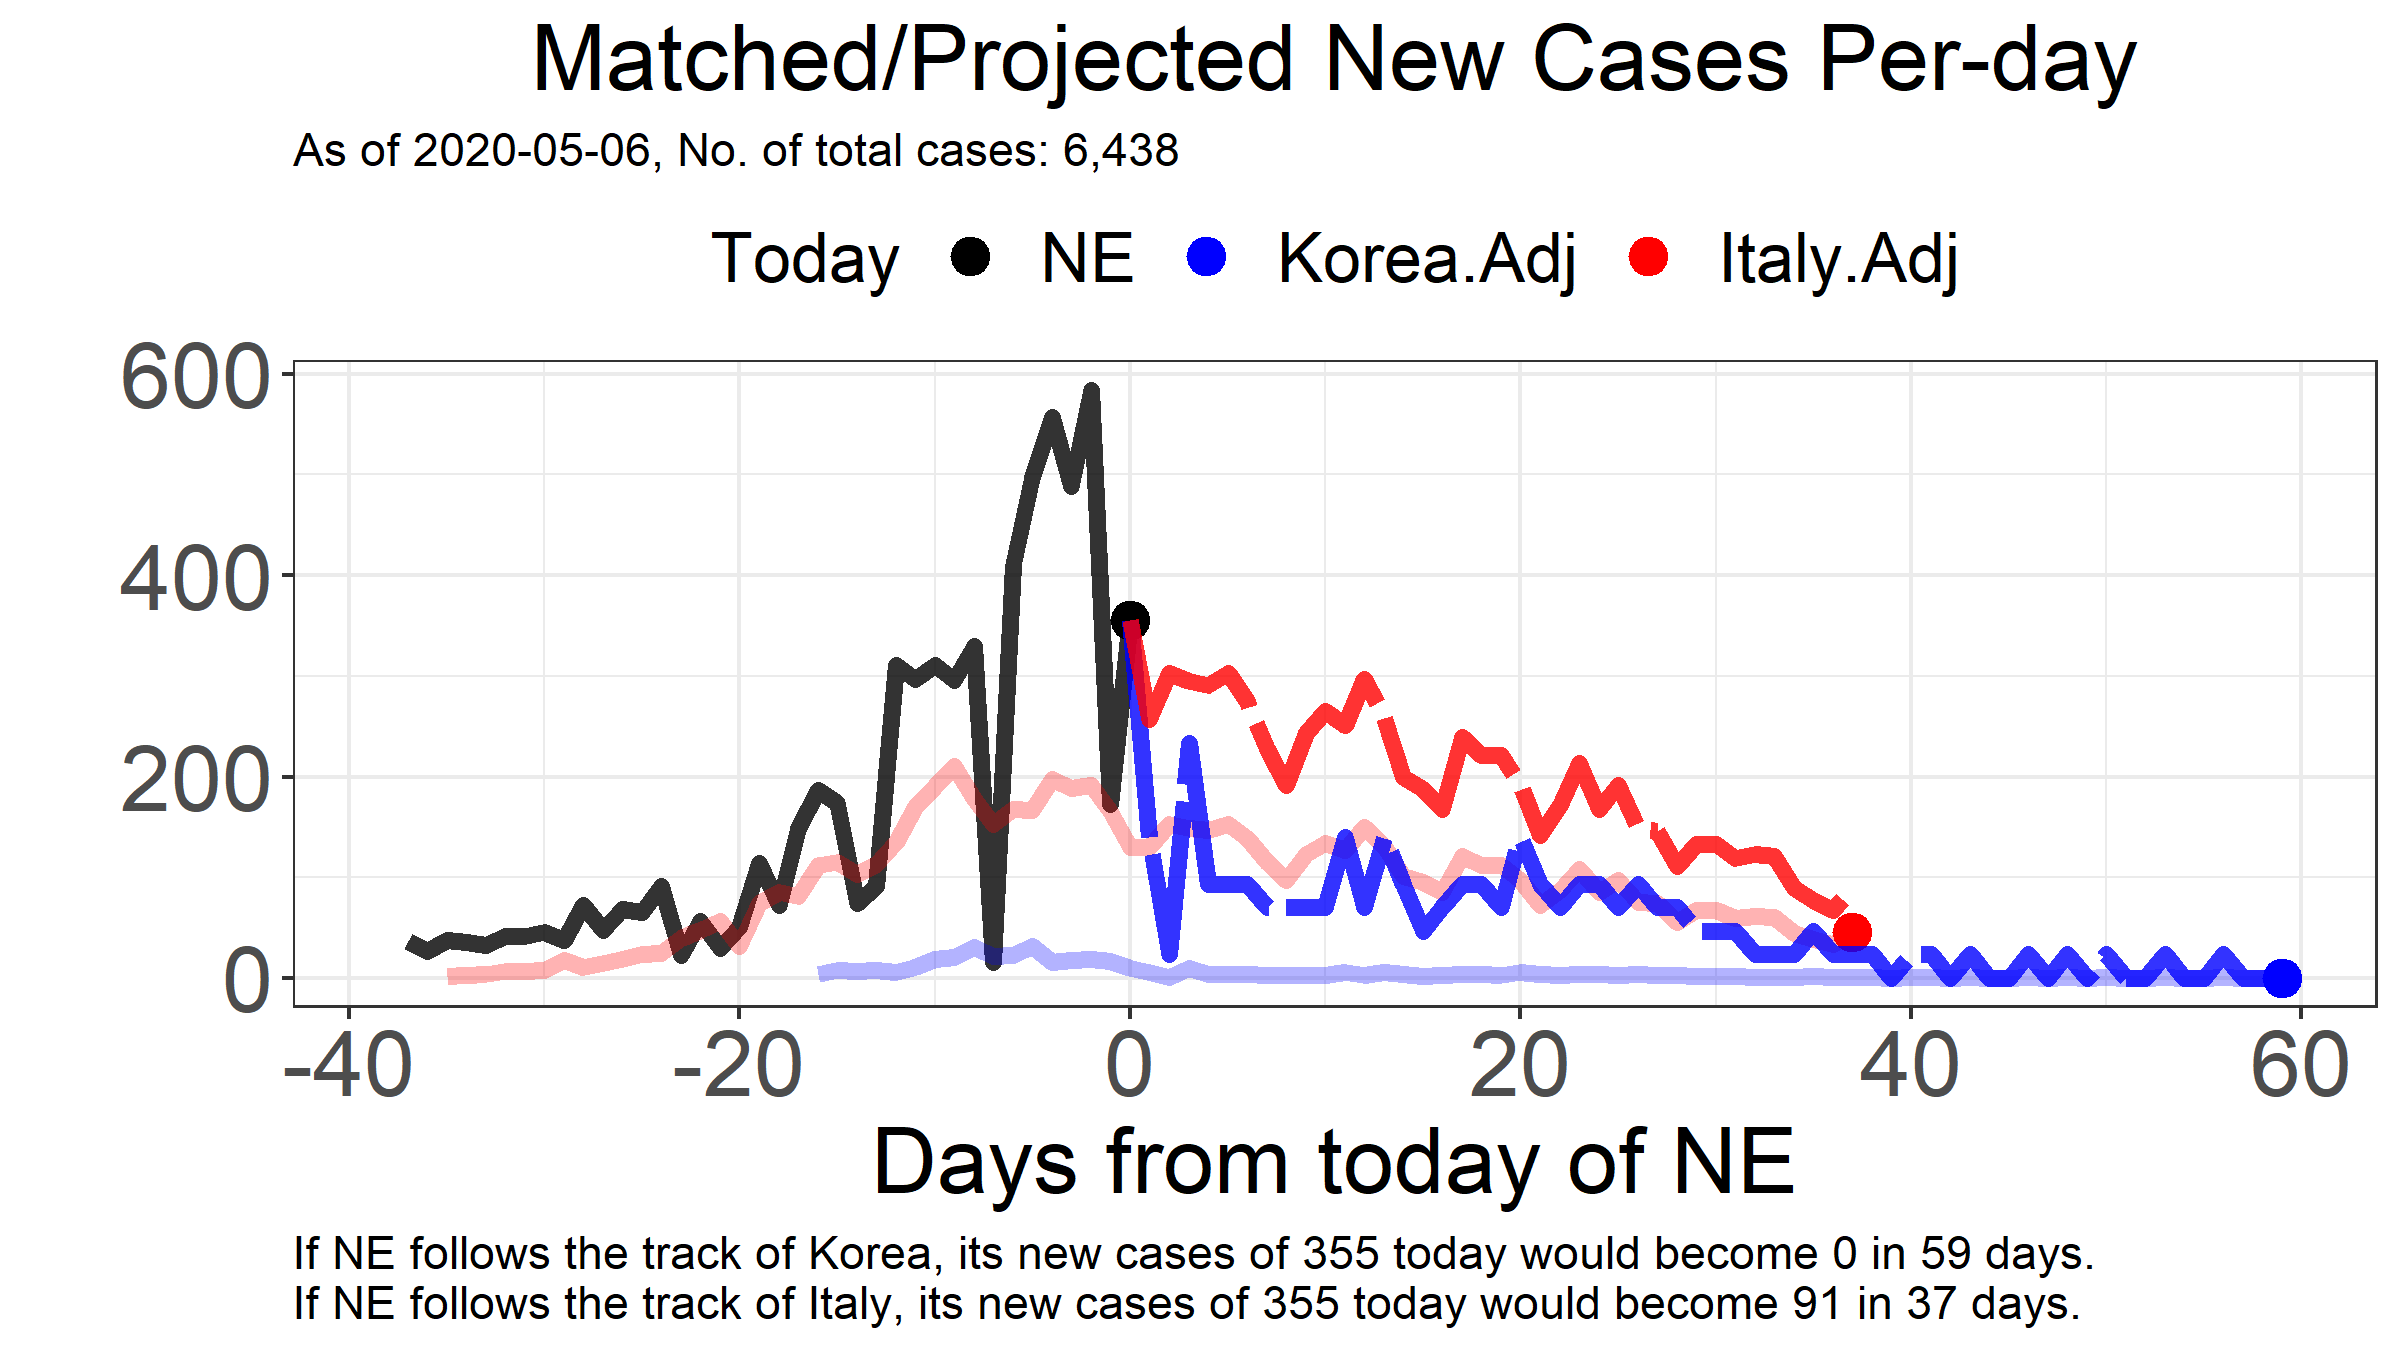 Matched/Projected New Cases Per-day
As of 2020-05-06, No. of total cases: 6,438
Today NE Korea.Adj Italy.Adj
600
400
200
0
-40 -20 0 20 40 60
Days from today of NE
If NE follows the track of Korea, its new cases of 355 today would become 0 in 59 days.
If NE follows the track of Italy, its new cases of 355 today would become 91 in 37 days.